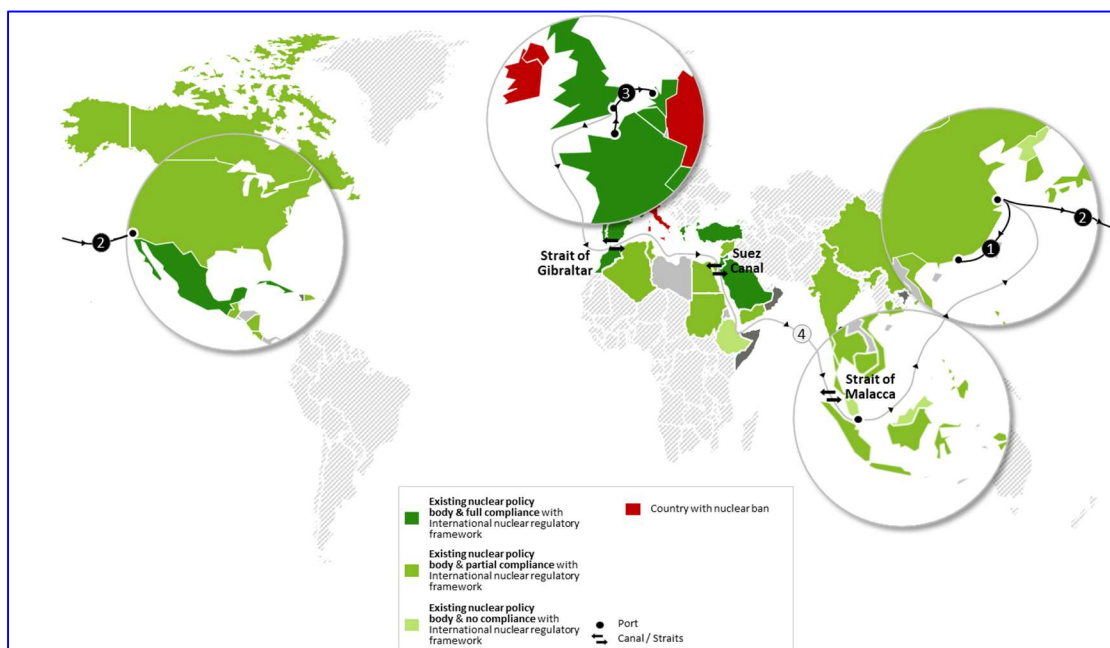 3
2
Strait of
Gibraltar
Suez
Canal
2
1
4
Strait of
Malacca
Existing nuclear policy
body & full compliance with
International nuclear regulatory
framework
Existing nuclear policy
body & partial compliance with
International nuclear regulatory
framework
Existing nuclear policy
body & no compliance with
International nuclear regulatory
framework
Country with nuclear ban
Port
Canal / Straits